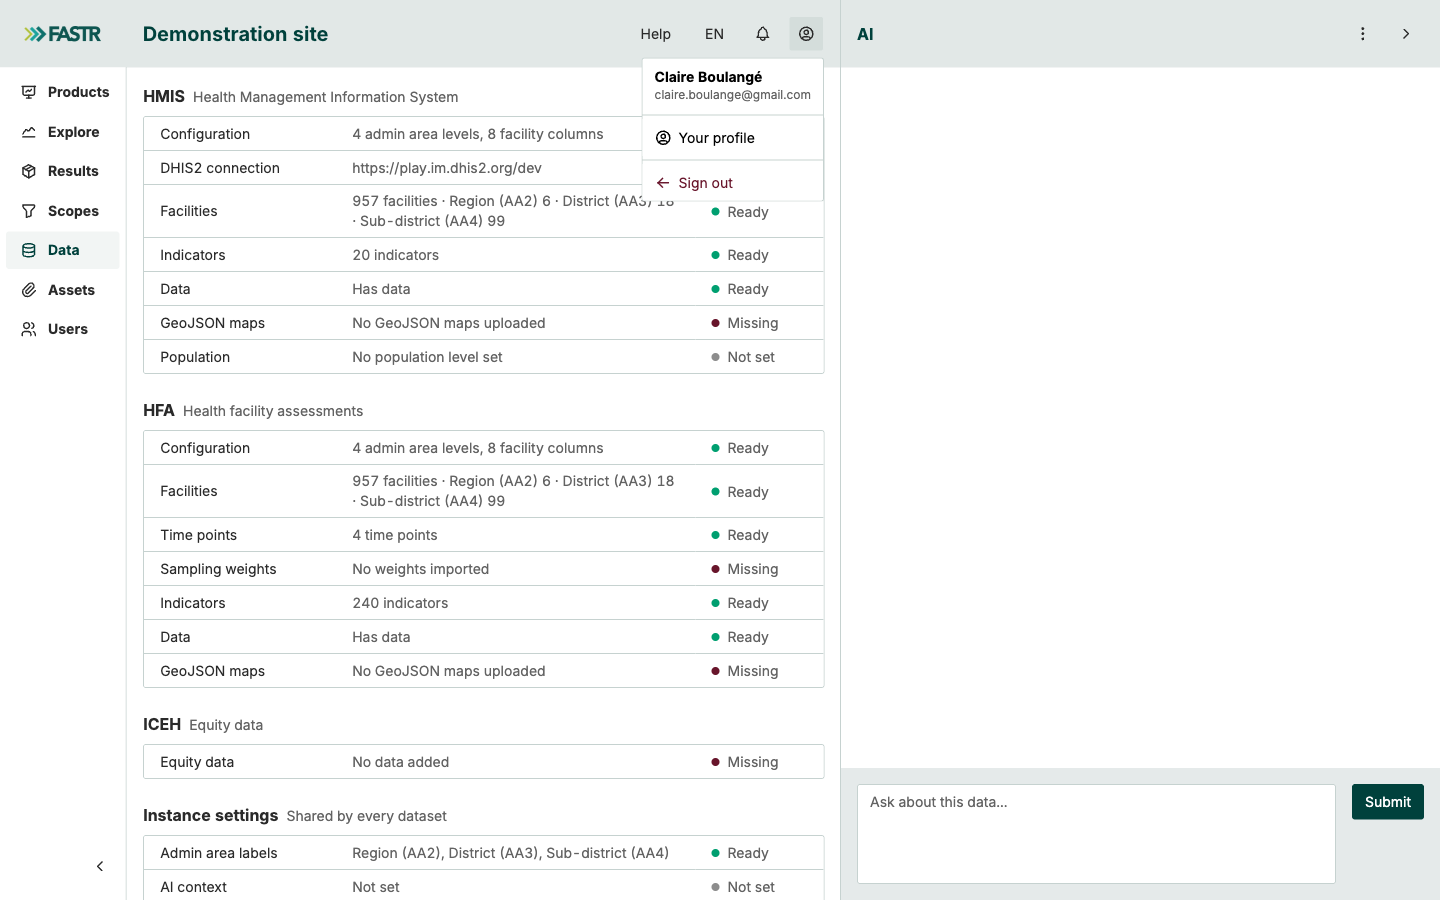 FASTR
Demonstration site
Help
EN
AI
Claire Boulangé
claire.boulange@gmail.com
Your profile
Sign out
Products
Explore
Results
Scopes
Data
Assets
Users
HMIS Health Management Information System
Configuration 4 admin area levels, 8 facility columns
DHIS2 connection https://play.im.dhis2.org/dev
Facilities 957 facilities · Region (AA2) 6 · District (AA3) 18 · Sub-district (AA4) 99 Ready
Indicators 20 indicators Ready
Data Has data Ready
GeoJSON maps No GeoJSON maps uploaded Missing
Population No population level set Not set
HFA Health facility assessments
Configuration 4 admin area levels, 8 facility columns Ready
Facilities 957 facilities · Region (AA2) 6 · District (AA3) 18 · Sub-district (AA4) 99 Ready
Time points 4 time points Ready
Sampling weights No weights imported Missing
Indicators 240 indicators Ready
Data Has data Ready
GeoJSON maps No GeoJSON maps uploaded Missing
ICEH Equity data
Equity data No data added Missing
Instance settings Shared by every dataset
Admin area labels Region (AA2), District (AA3), Sub-district (AA4) Ready
AI context Not set Not set
Ask about this data...
Submit